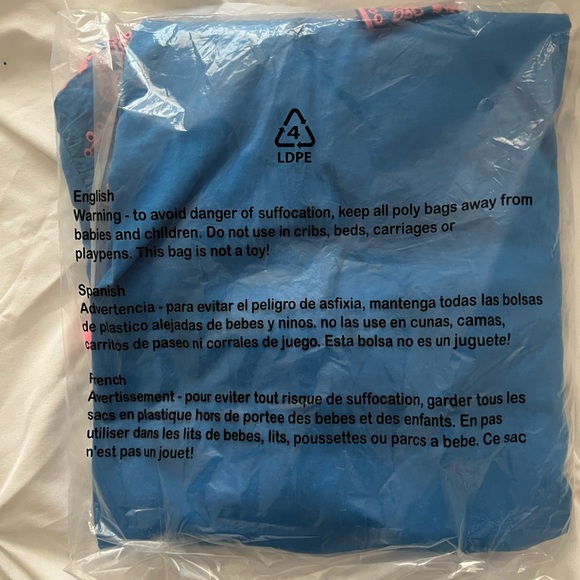 4
LDPE
English
Warning - to avoid danger of suffocation, keep all poly bags away from
babies and children. Do not use in cribs, beds, carriages or
playpens. This bag is not a toy!
Spanish
Advertencia - para evitar el peligro de asfixia, mantenga todas las bolsas
de plastico alejadas de bebes y ninos. no las use en cunas, camas,
carritos de paseo ni corrales de juego. Esta bolsa no es un juguete!
French
Avertissement - pour eviter tout risque de suffocation, garder tous les
sacs en plastique hors de portee des bebes et des enfants. En pas
utiliser dans les lits de bebes, lits, poussettes ou parcs a bebe. Ce sac
n'est pas un jouet!